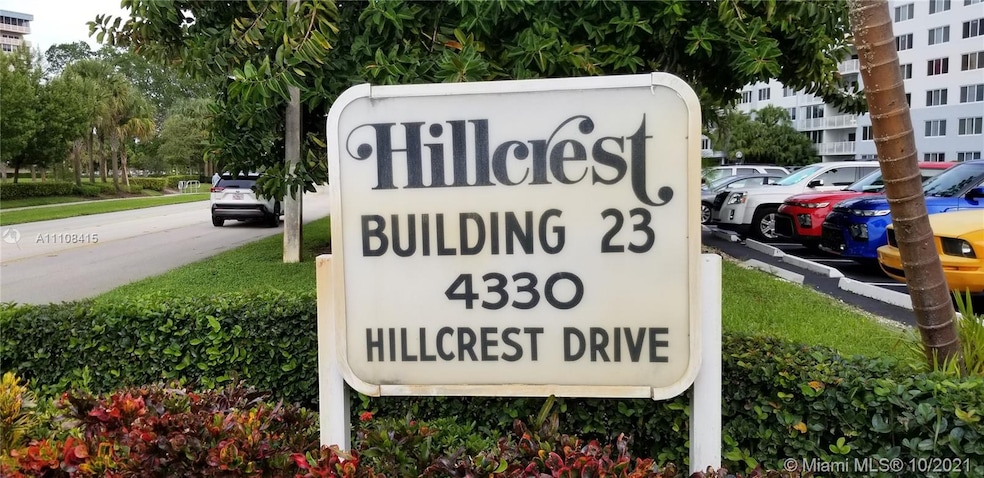 Hillcrest
BUILDING 23
4330
HILLCREST DRIVE
A11108415
©Miami MLS® 10/2021